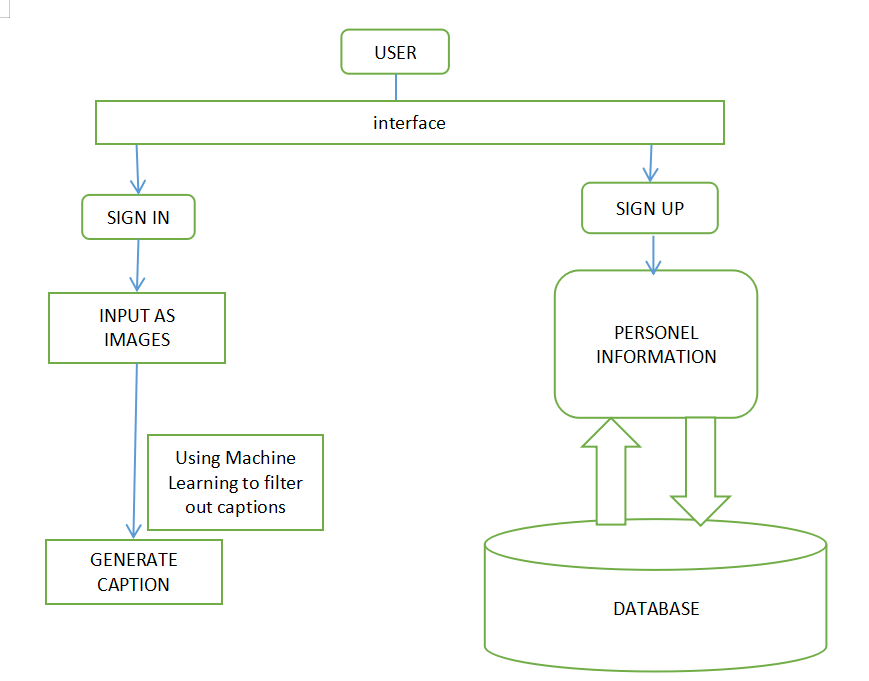 USER
interface
SIGN IN
SIGN UP
INPUT AS
IMAGES
PERSONEL
INFORMATION
Using Machine
Learning to filter
out captions
GENERATE
CAPTION
DATABASE